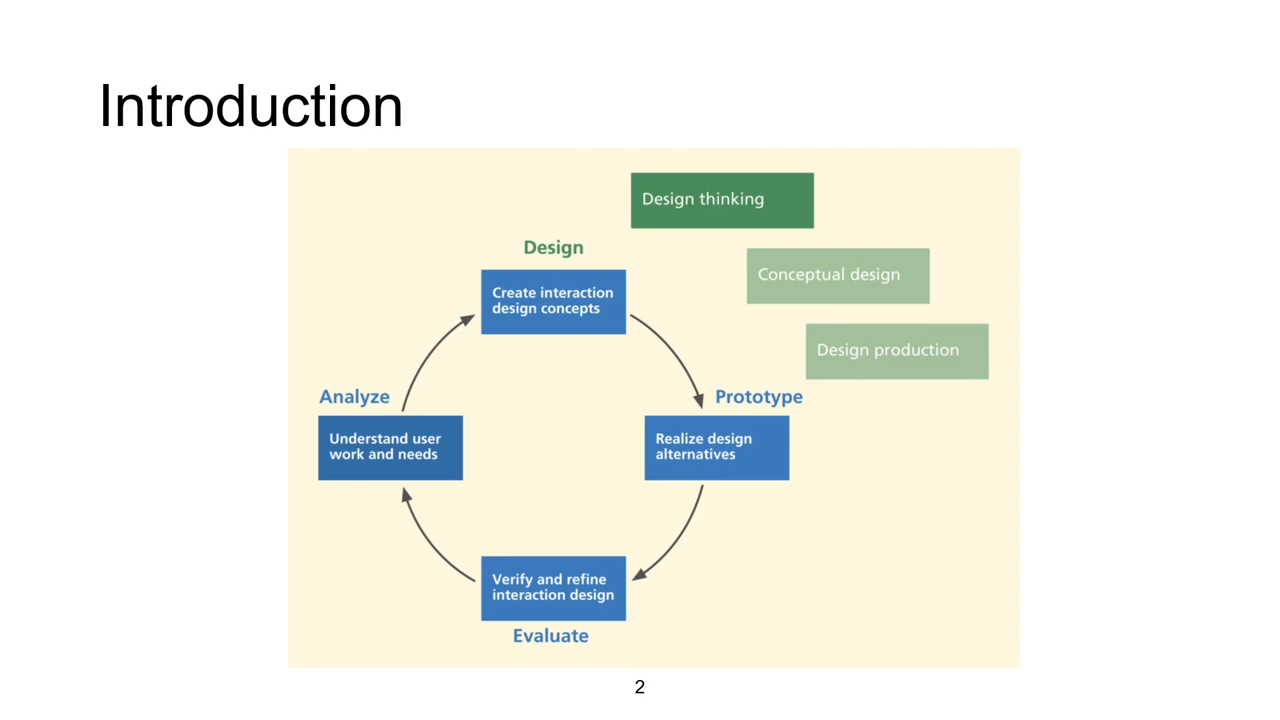 Introduction
Design thinking
Design
Conceptual design
Create interaction
design concepts
Design production
Analyze
Prototype
Understand user
work and needs
Realize design
alternatives
Verify and refine
interaction design
Evaluate
2